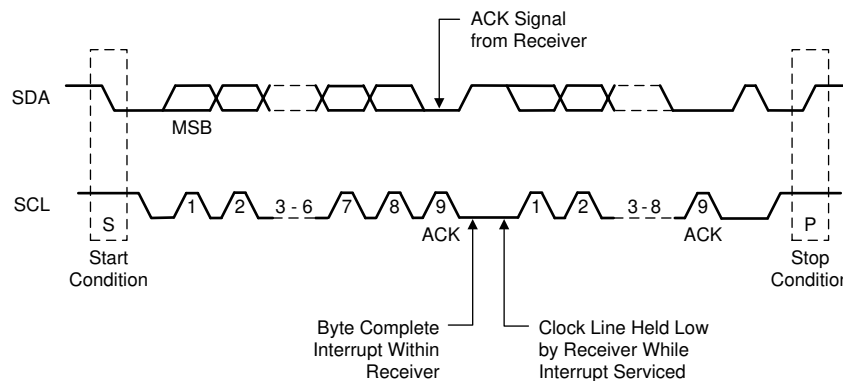 ACK Signal
from Receiver
SDA
MSB
SCL
1
2
3 - 6
7
8
9
1
2
3 - 8
9
ACK
ACK
S
P
Start
Condition
Stop
Condition
Byte Complete
Interrupt Within
Receiver
Clock Line Held Low
by Receiver While
Interrupt Serviced